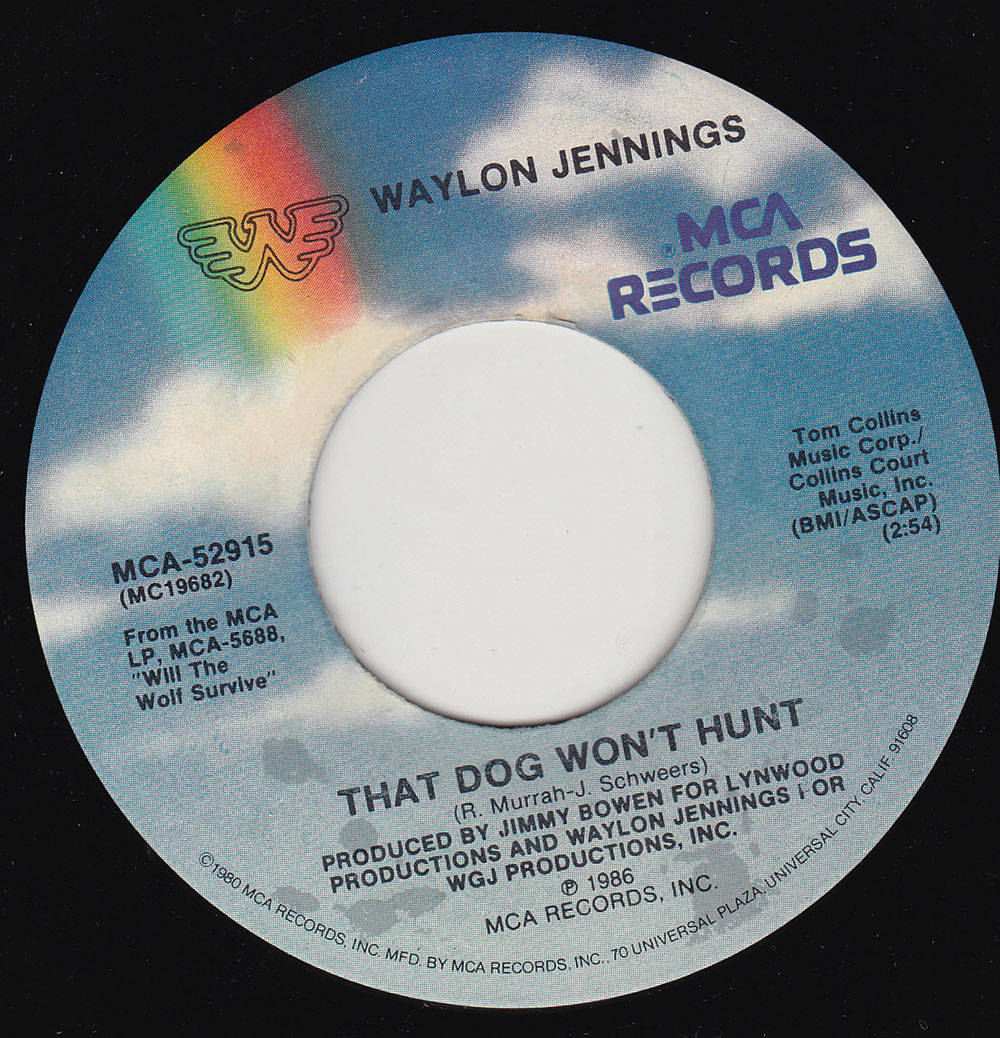 WAYLON JENNINGS
W
® MCA
RECORDS
Tom Collins
Music Corp./
Collins Court
Music, Inc.
(BMI/ASCAP)
(2:54)
MCA-52915
(MC19682)
From the MCA
LP, MCA-5688,
"Will The
Wolf Survive"
THAT DOG WON'T HUNT
(R. Murrah-J. Schweers)
PRODUCED BY JIMMY BOWEN FOR LYNWOOD
PRODUCTIONS AND WAYLON JENNINGS FOR
WGJ PRODUCTIONS, INC.
℗ 1986
MCA RECORDS, INC.
©1980 MCA RECORDS, INC. MFD. BY MCA RECORDS, INC., 70 UNIVERSAL PLAZA, UNIVERSAL CITY, CALIF. 91608